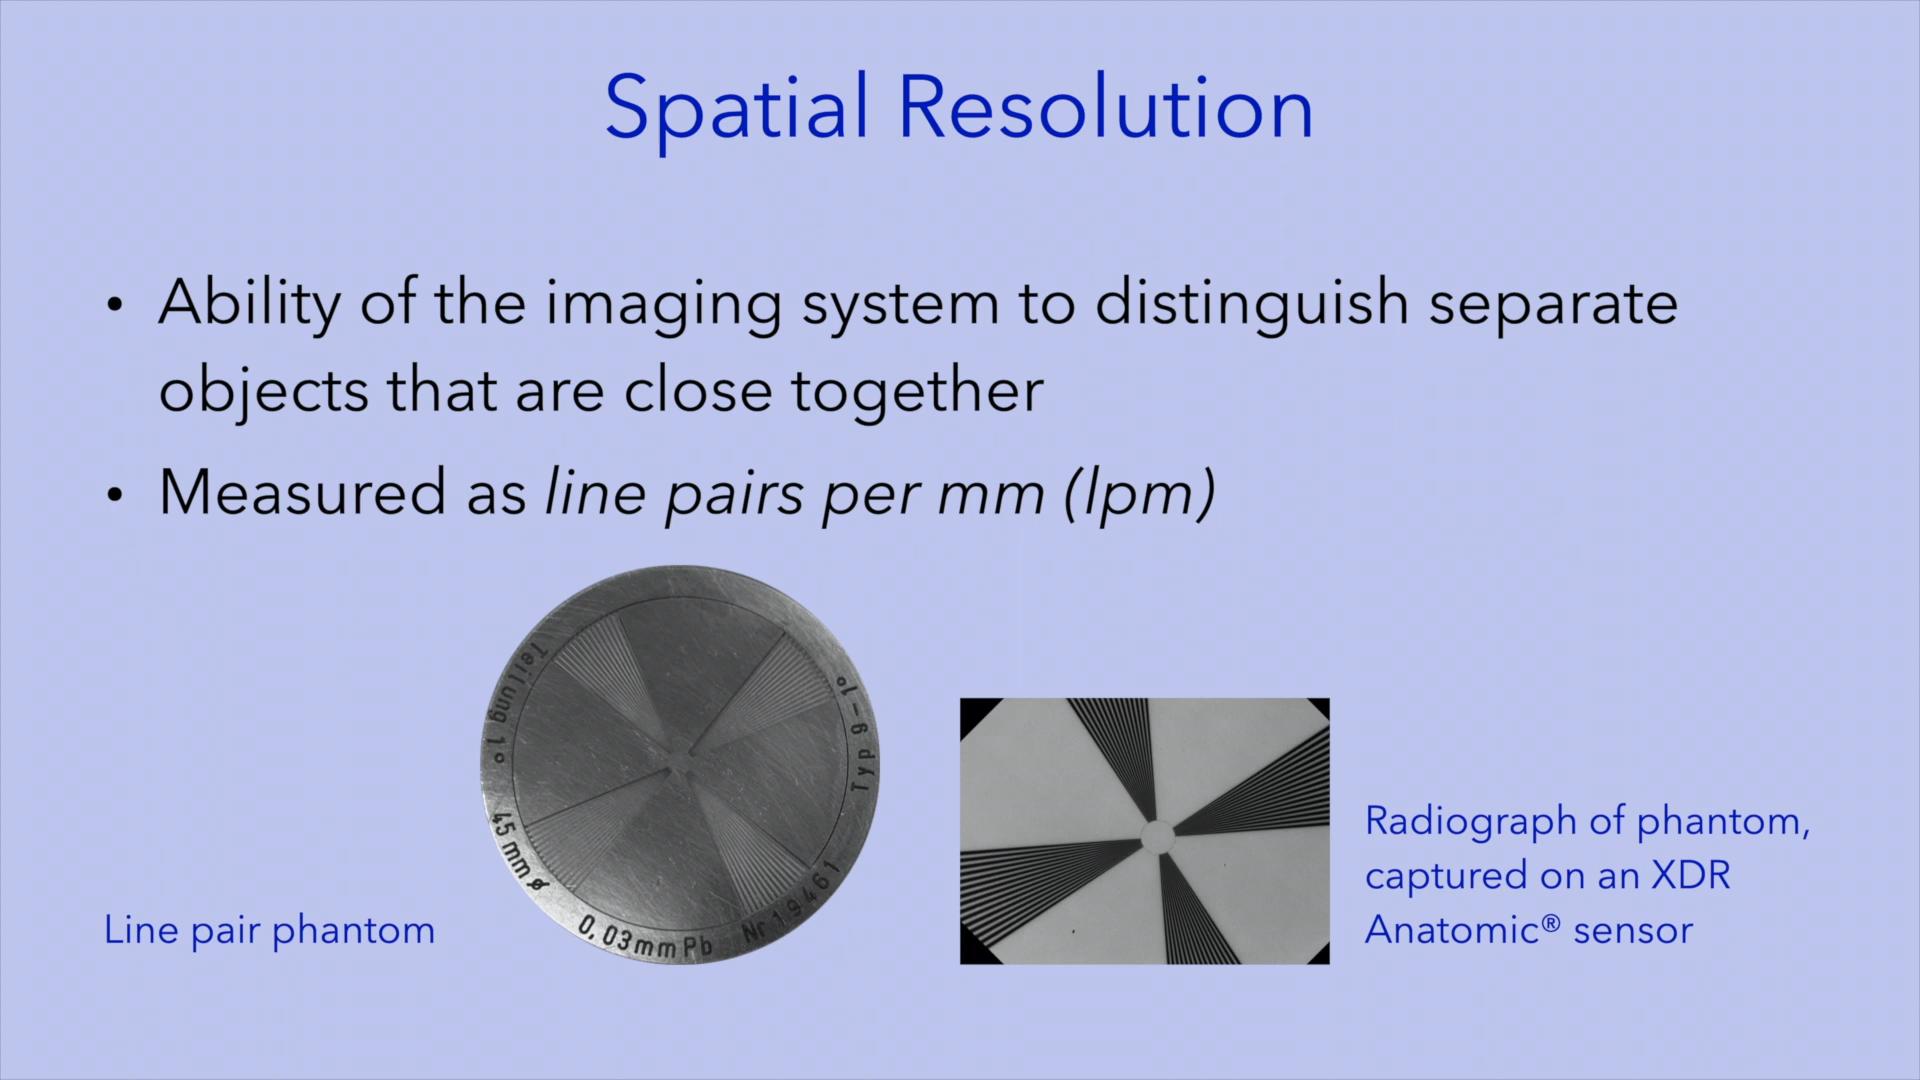 Spatial Resolution
• Ability of the imaging system to distinguish separate
objects that are close together
• Measured as line pairs per mm (lpm)
Teilung 1°
1°-g Typ
45 mm ø
0,03mm Pb
Nr 19461
Line pair phantom
Radiograph of phantom,
captured on an XDR
Anatomic® sensor